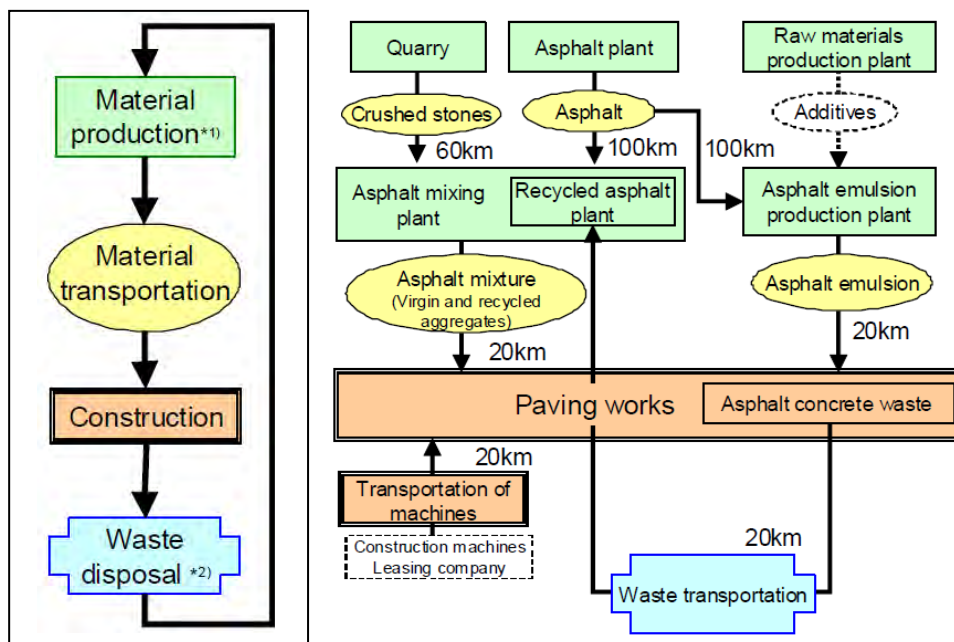 Material
production*1)
Material
transportation
Construction
Waste
disposal *2)
Quarry
Asphalt plant
Raw materials
production plant
Crushed stones
Asphalt
Additives
60km
100km
100km
Asphalt mixing
plant
Recycled asphalt
plant
Asphalt emulsion
production plant
Asphalt mixture
(Virgin and recycled
aggregates)
Asphalt emulsion
20km
20km
Paving works
Asphalt concrete waste
20km
Transportation of
machines
Construction machines
Leasing company
20km
Waste transportation